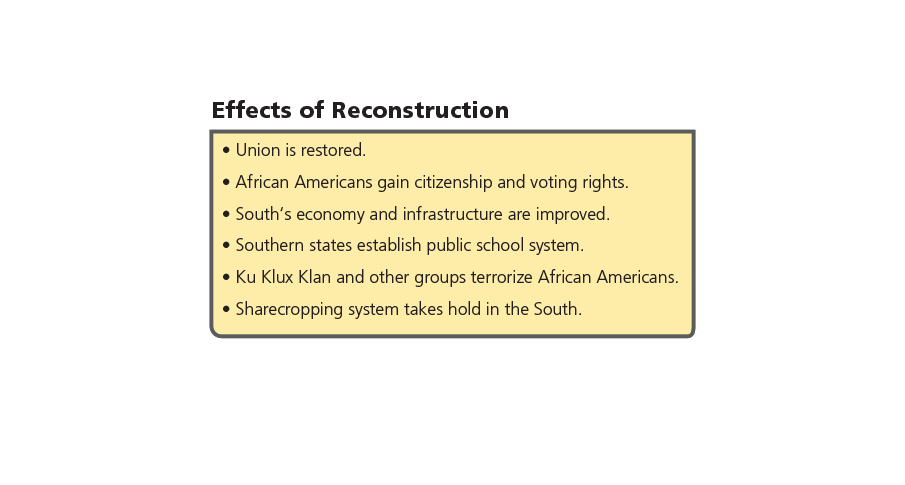 Effects of Reconstruction
• Union is restored.
• African Americans gain citizenship and voting rights.
• South‘s economy and infrastructure are improved.
• Southern states establish public school system.
• Ku Klux Klan and other groups terrorize African Americans.
• Sharecropping system takes hold in the South.